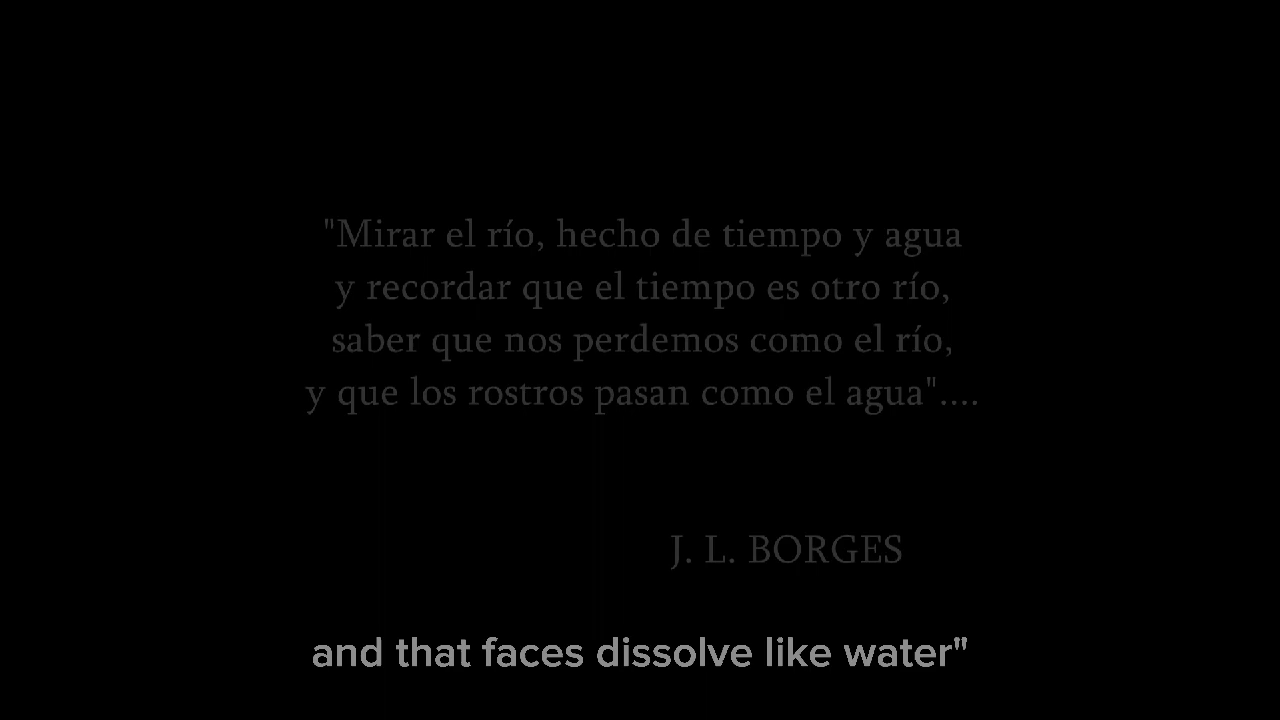 "Mirar el río, hecho de tiempo y agua
y recordar que el tiempo es otro río,
saber que nos perdemos como el río,
y que los rostros pasan como el agua"....
J. L. BORGES
and that faces dissolve like water"